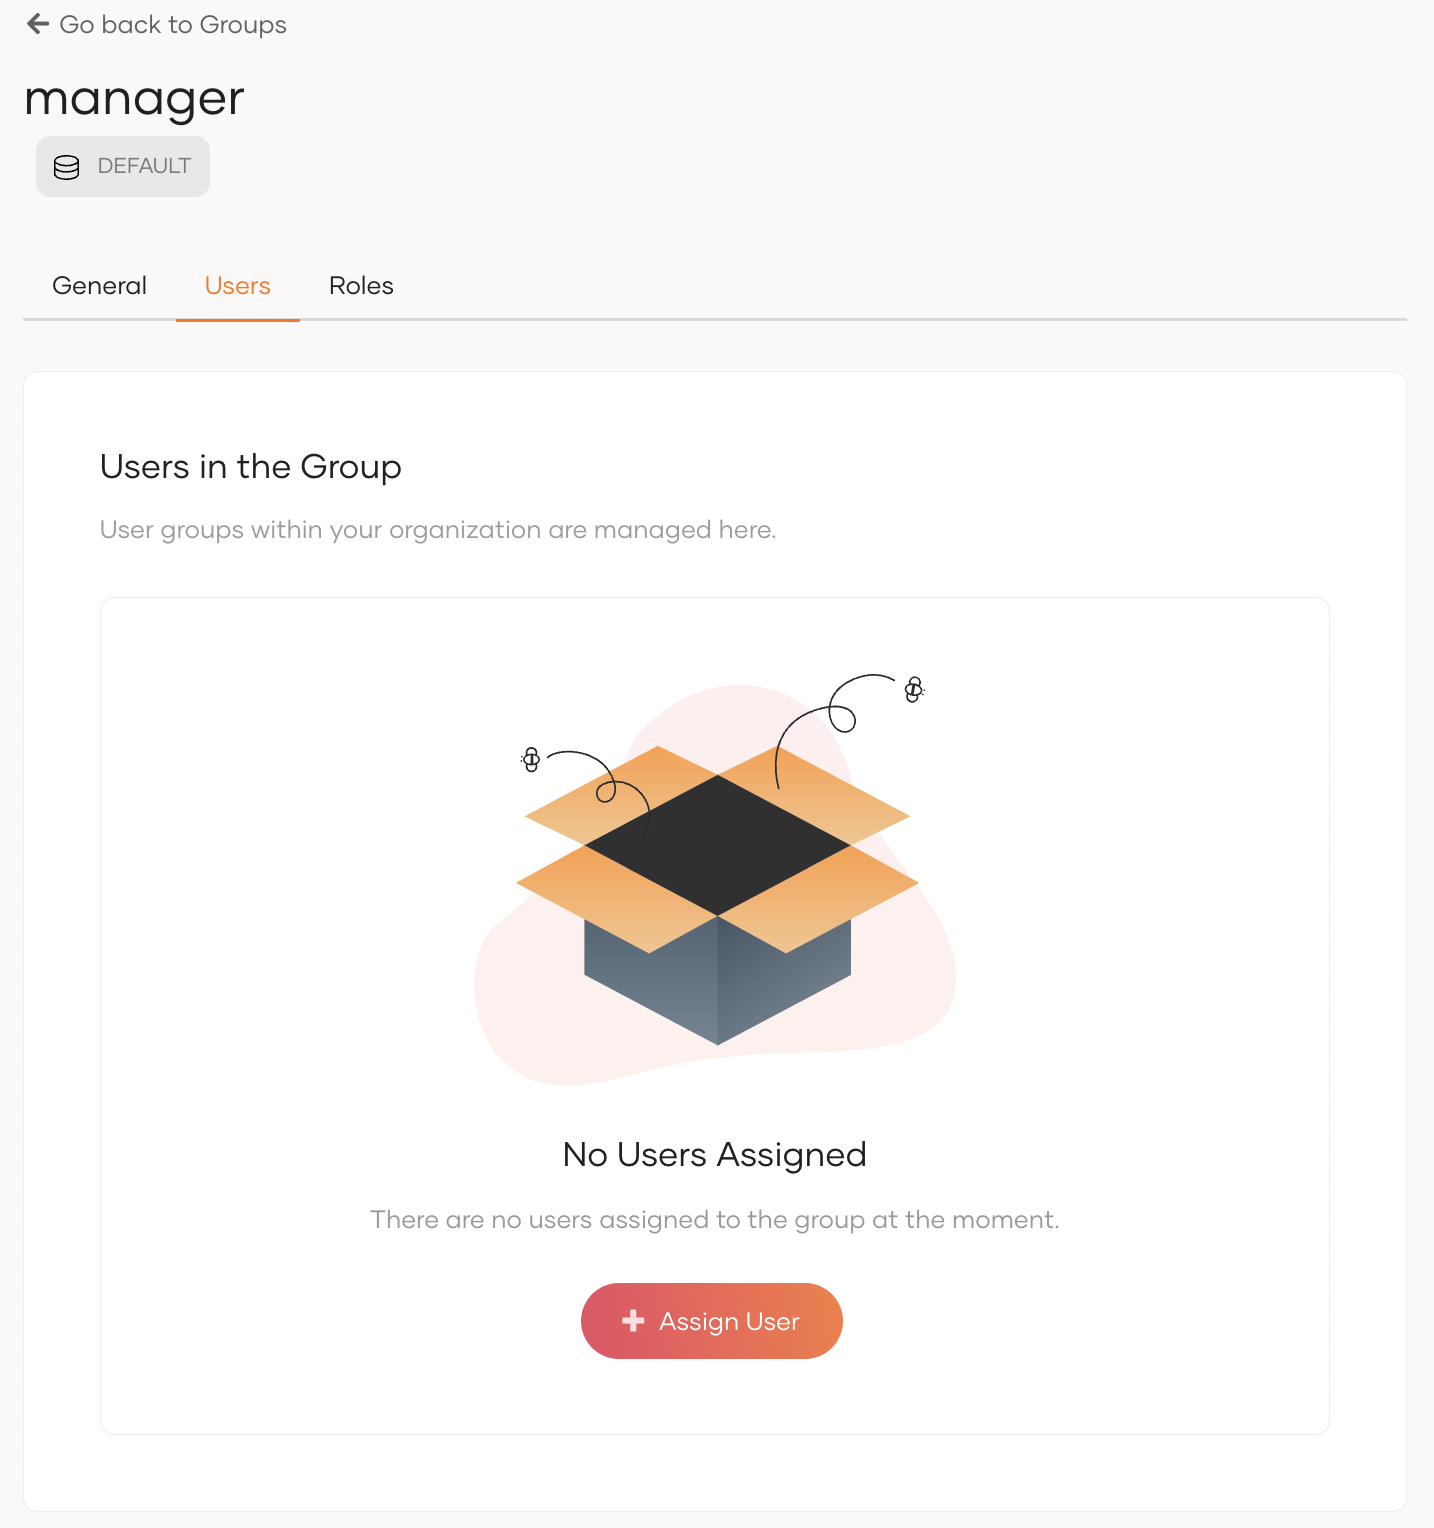 Go back to Groups
manager
DEFAULT
General Users Roles
Users in the Group
User groups within your organization are managed here.
No Users Assigned
There are no users assigned to the group at the moment.
Assign User